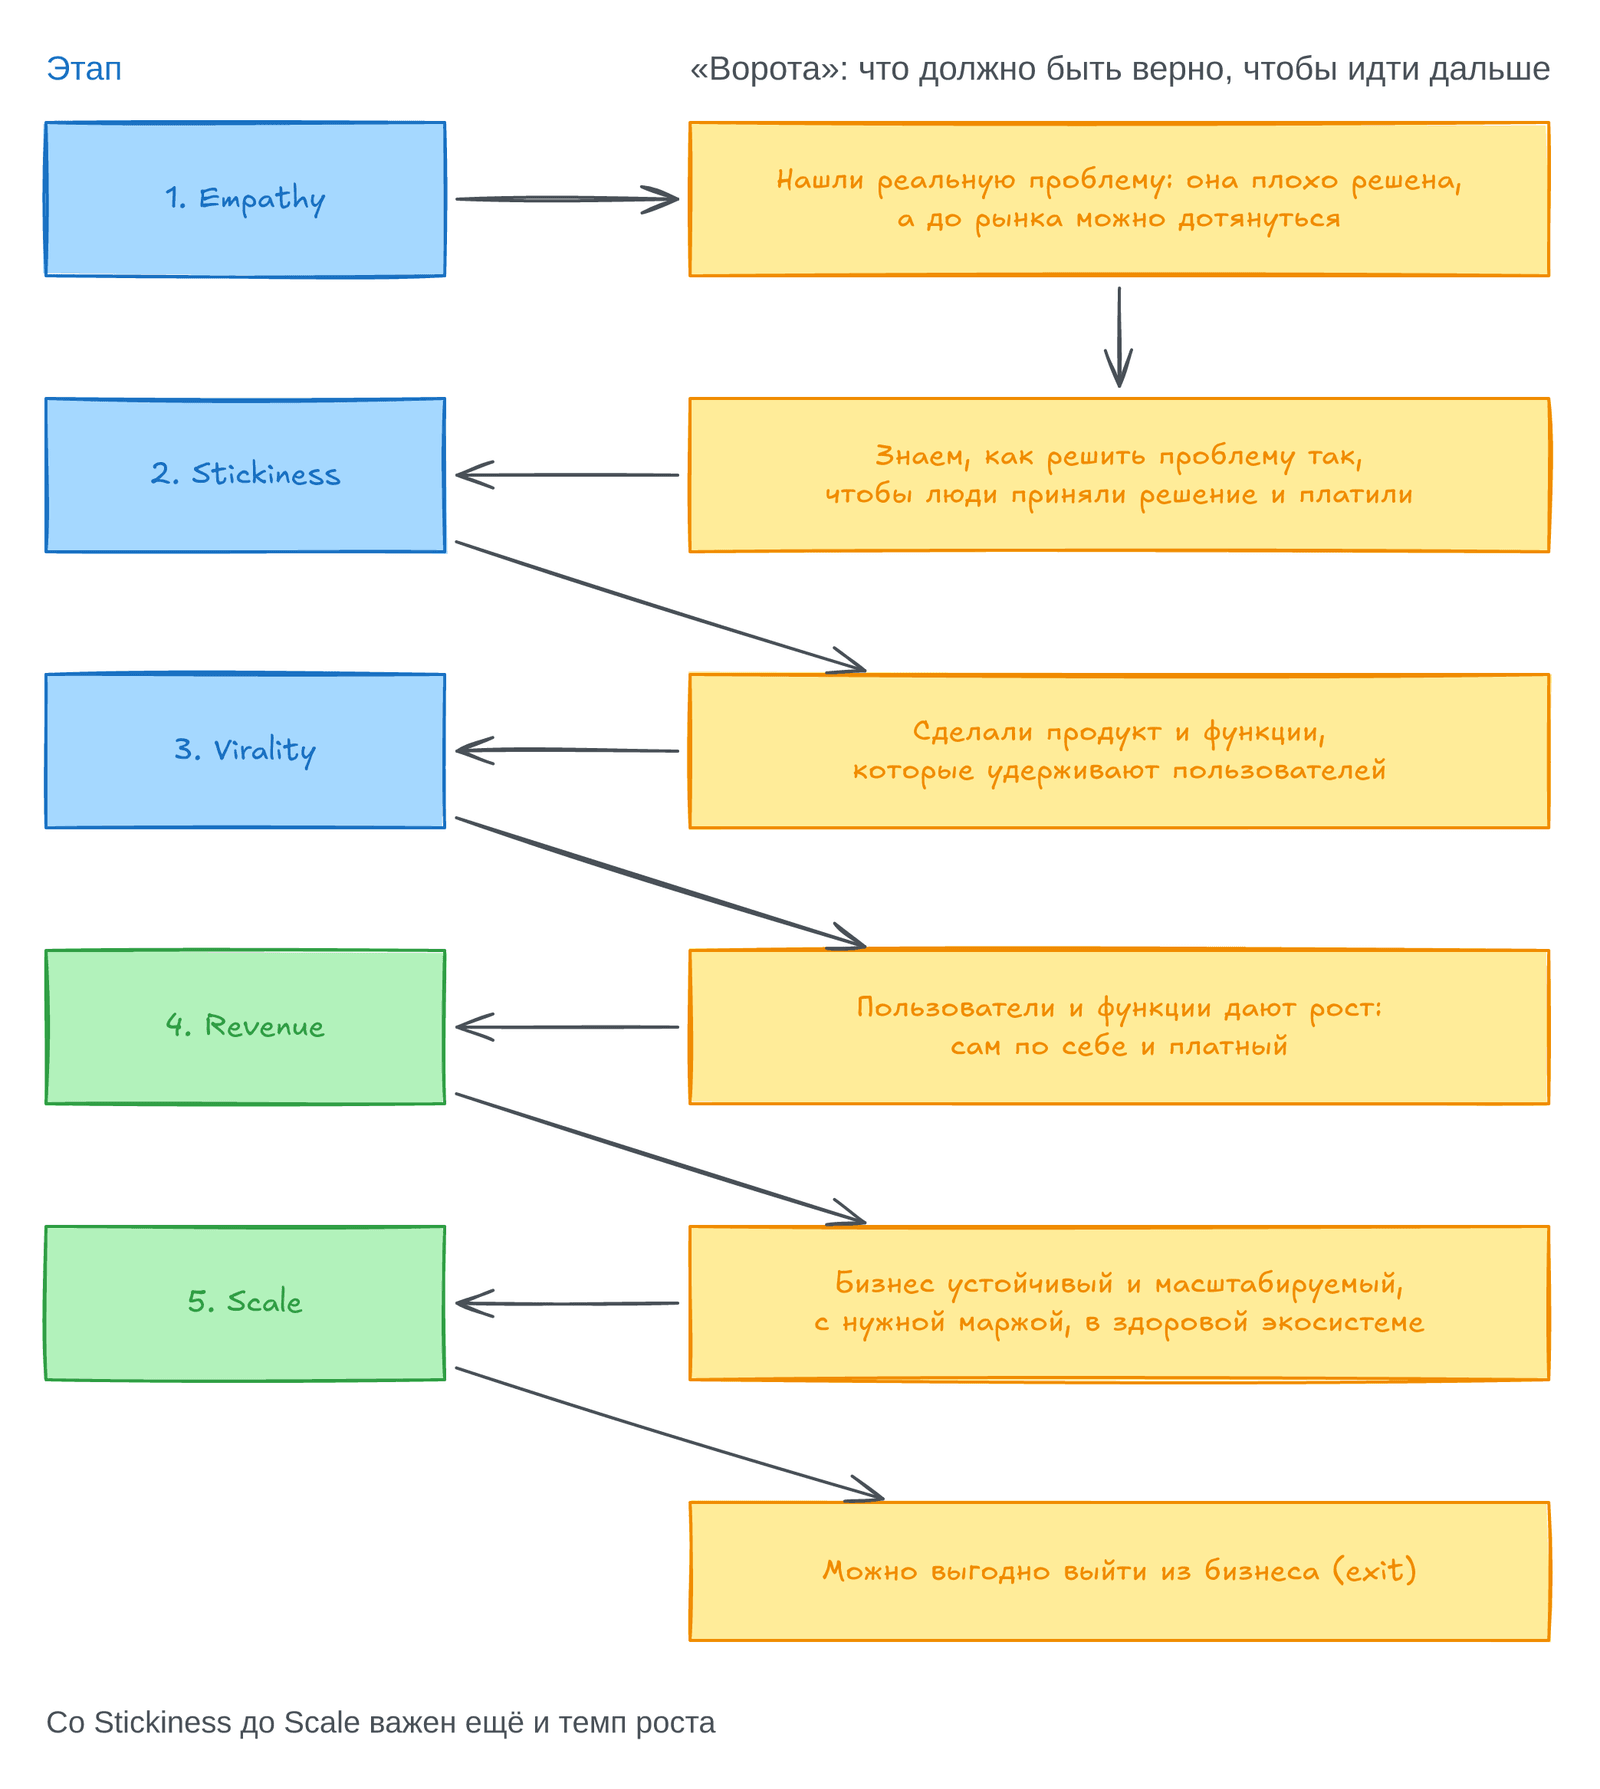 Этап
«Ворота»: что должно быть верно, чтобы идти дальше
1. Empathy
Нашли реальную проблему: она плохо решена,
а до рынка можно дотянуться
2. Stickiness
Знаем, как решить проблему так,
чтобы люди приняли решение и платили
3. Virality
Сделали продукт и функции,
которые удерживают пользователей
4. Revenue
Пользователи и функции дают рост:
сам по себе и платный
5. Scale
Бизнес устойчивый и масштабируемый,
с нужной маржой, в здоровой экосистеме
Можно выгодно выйти из бизнеса (exit)
Со Stickiness до Scale важен ещё и темп роста